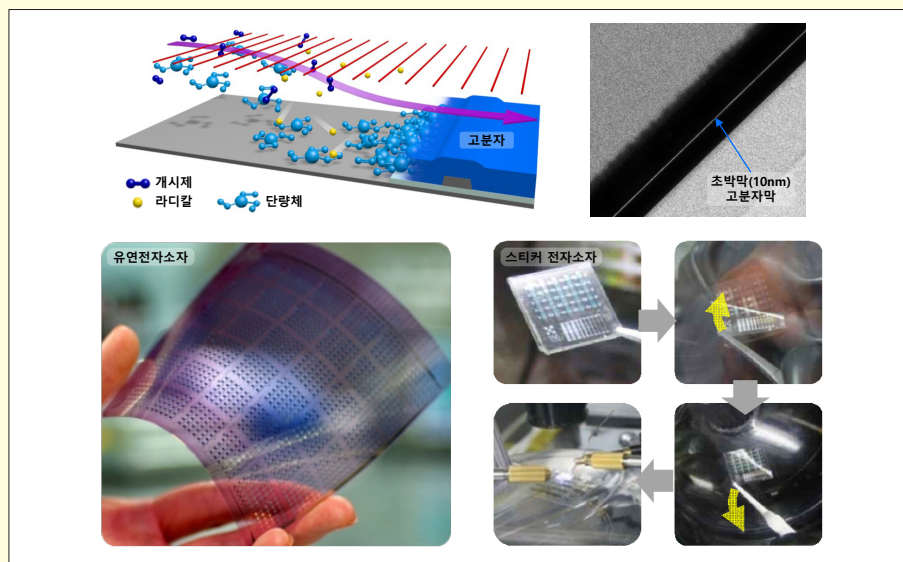 고분자
개시제
라디칼
단량체
초박막(10nm)
고분자막
유연전자소자
스티커 전자소자